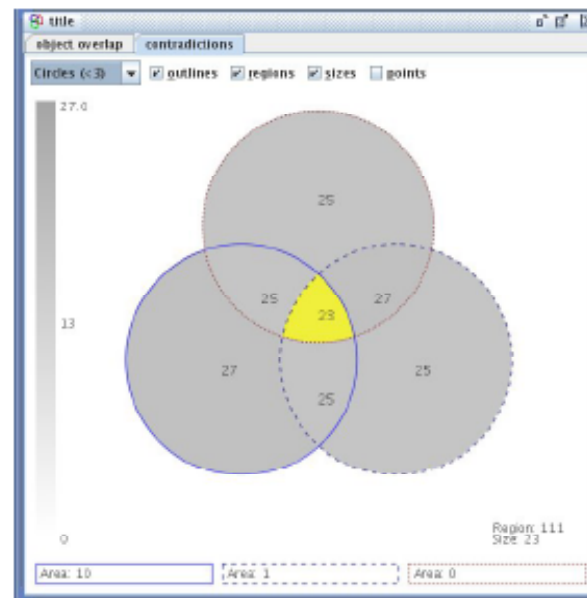 title
object overlap contradictions
Circles (<3) outlines regions sizes points
27.0
25
25 27
23
13
27 25
25
0
Region: 111
Size: 23
Area: 10 Area: 1 Area: 0